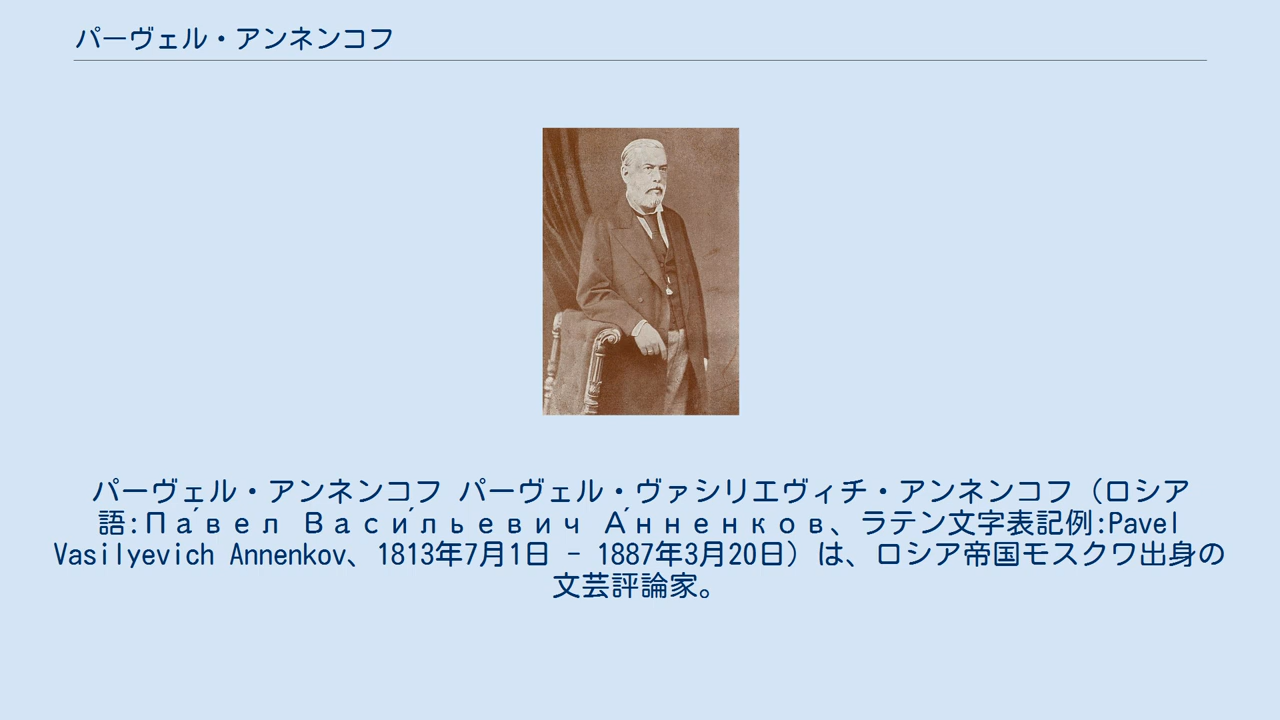 パーヴェル・アンネンコフ
パーヴェル・アンネンコフ パーヴェル・ヴァシリエヴィチ・アンネンコフ（ロシア
語:Па́вел Васи́льевич А́нненков、ラテン文字表記例:Pavel
Vasilyevich Annenkov、1813年7月1日 - 1887年3月20日）は、ロシア帝国モスクワ出身の
文芸評論家。